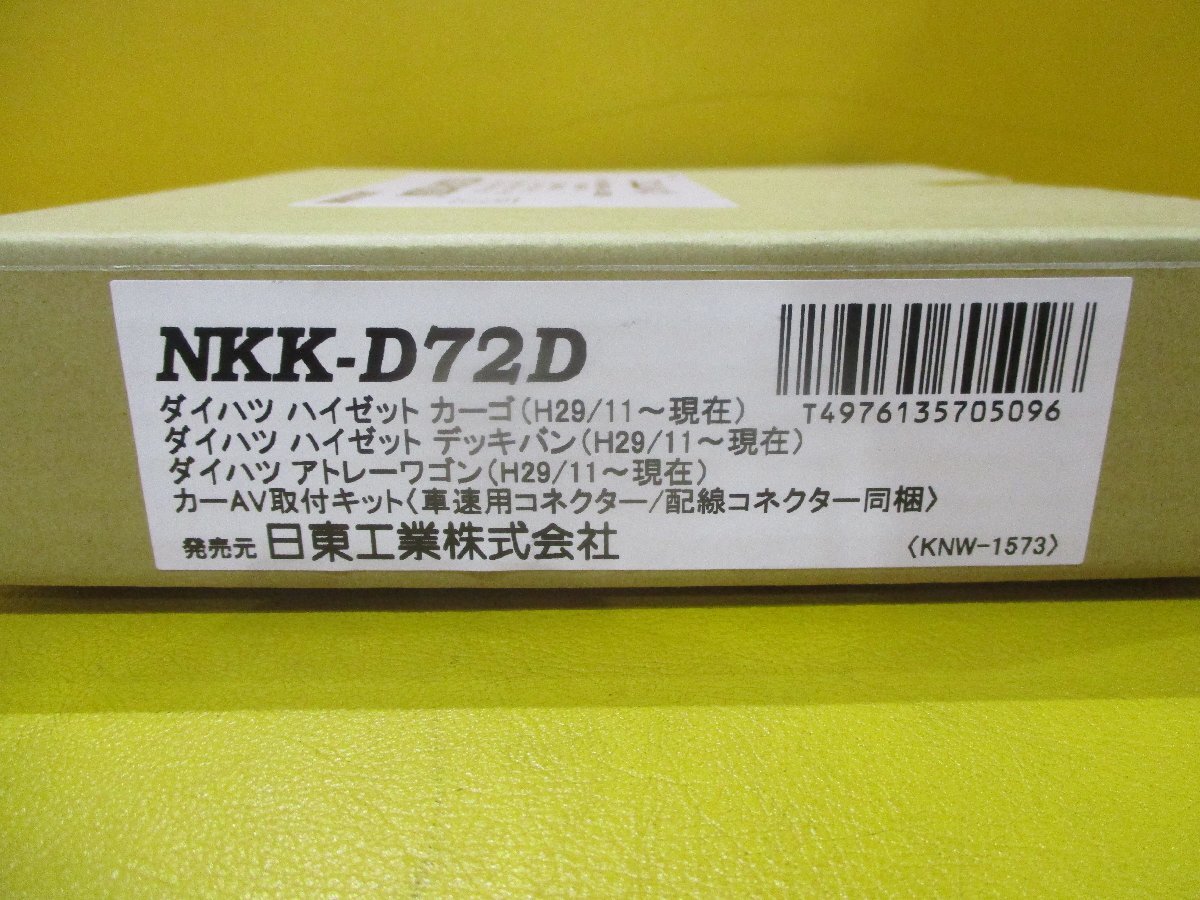 NKK-D72D
T4976135705096
ダイハツ ハイゼット カーゴ(H29/11～現在)
ダイハツ ハイゼット デッキバン(H29/11～現在)
ダイハツ アトレーワゴン(H29/11～現在)
カーAV取付キット〈車速用コネクター/配線コネクター同梱〉
発売元 日東工業株式会社
〈KNW-1573〉